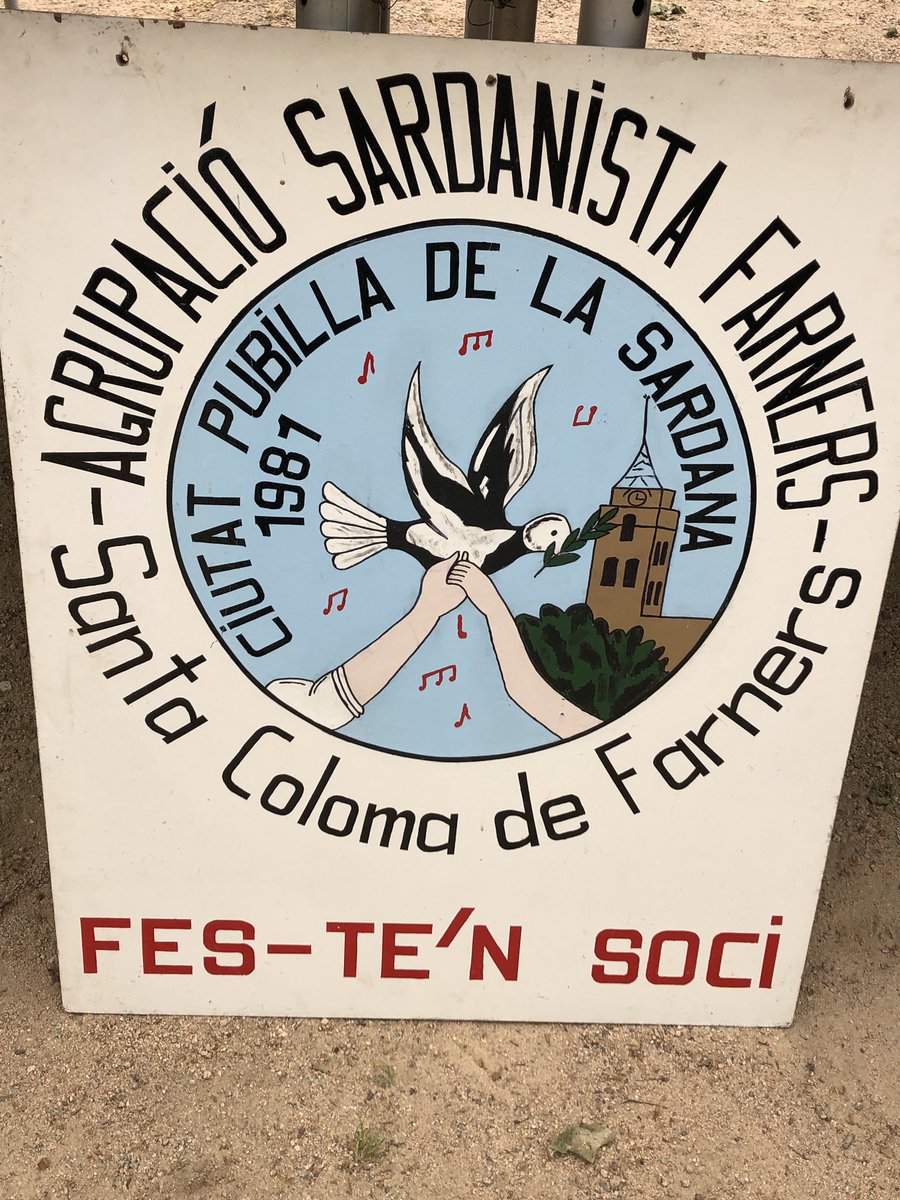 AGRUPACIÓ SARDANISTA FARNERS
-Santa Coloma de Farners-
CIUTAT PUBILLA DE LA SARDANA
1981
FES-TE'N SOCI